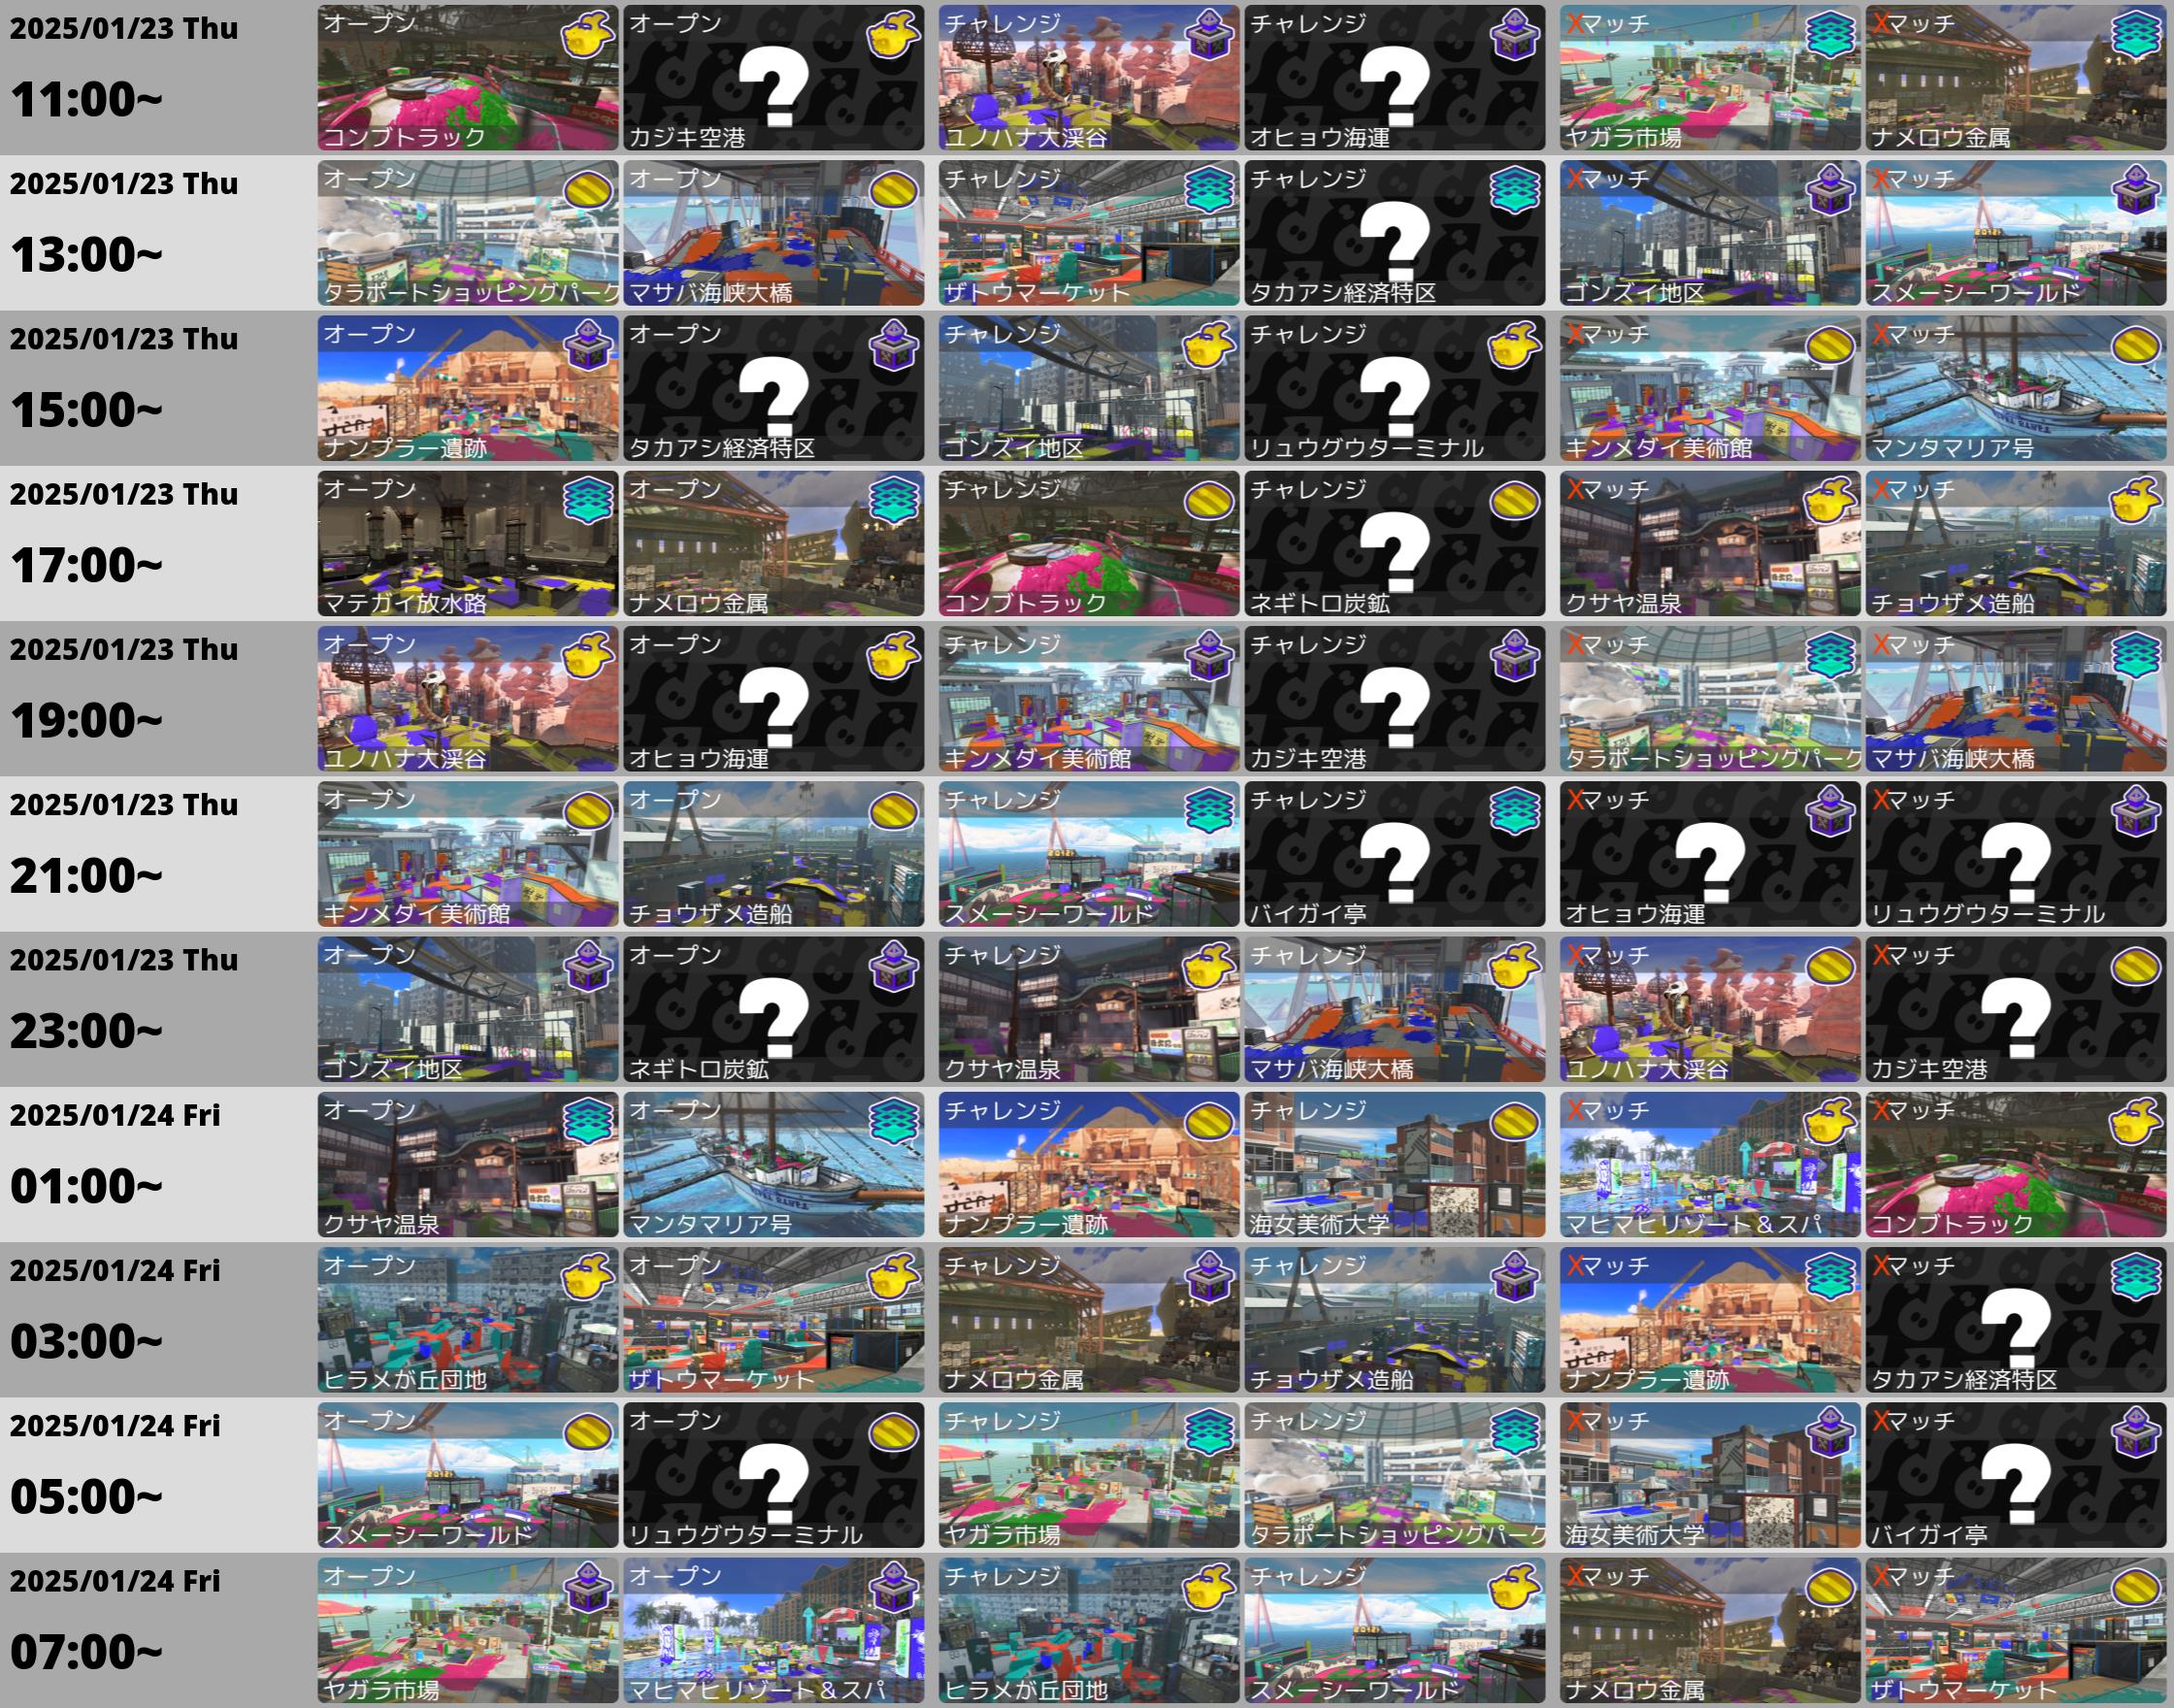 2025/01/23 Thu
11:00~
オープン
コンブトラック
オープン
カジキ空港
チャレンジ
ユノハナ大渓谷
チャレンジ
オヒョウ海運
Xマッチ
ヤガラ市場
Xマッチ
ナメロウ金属
2025/01/23 Thu
13:00~
オープン
タラポートショッピングパーク
オープン
マサバ海峡大橋
チャレンジ
ザトウマーケット
チャレンジ
タカアシ経済特区
Xマッチ
ゴンズイ地区
Xマッチ
スメーシーワールド
2025/01/23 Thu
15:00~
オープン
ナンプラー遺跡
オープン
タカアシ経済特区
チャレンジ
ゴンズイ地区
チャレンジ
リュウグウターミナル
Xマッチ
キンメダイ美術館
Xマッチ
マンタマリア号
2025/01/23 Thu
17:00~
オープン
マテガイ放水路
オープン
ナメロウ金属
チャレンジ
コンブトラック
チャレンジ
ネギトロ炭鉱
Xマッチ
クサヤ温泉
Xマッチ
チョウザメ造船
2025/01/23 Thu
19:00~
オープン
ユノハナ大渓谷
オープン
オヒョウ海運
チャレンジ
キンメダイ美術館
チャレンジ
カジキ空港
Xマッチ
タラポートショッピングパーク
Xマッチ
マサバ海峡大橋
2025/01/23 Thu
21:00~
オープン
キンメダイ美術館
オープン
チョウザメ造船
チャレンジ
スメーシーワールド
チャレンジ
バイガイ亭
Xマッチ
オヒョウ海運
Xマッチ
リュウグウターミナル
2025/01/23 Thu
23:00~
オープン
ゴンズイ地区
オープン
ネギトロ炭鉱
チャレンジ
クサヤ温泉
チャレンジ
マサバ海峡大橋
Xマッチ
ユノハナ大渓谷
Xマッチ
カジキ空港
2025/01/24 Fri
01:00~
オープン
クサヤ温泉
オープン
マンタマリア号
チャレンジ
ナンプラー遺跡
チャレンジ
海女美術大学
Xマッチ
マヒマヒリゾート＆スパ
Xマッチ
コンブトラック
2025/01/24 Fri
03:00~
オープン
ヒラメが丘団地
オープン
ザトウマーケット
チャレンジ
ナメロウ金属
チャレンジ
チョウザメ造船
Xマッチ
ナンプラー遺跡
Xマッチ
タカアシ経済特区
2025/01/24 Fri
05:00~
オープン
スメーシーワールド
オープン
リュウグウターミナル
チャレンジ
ヤガラ市場
チャレンジ
タラポートショッピングパーク
Xマッチ
海女美術大学
Xマッチ
バイガイ亭
2025/01/24 Fri
07:00~
オープン
ヤガラ市場
オープン
マヒマヒリゾート＆スパ
チャレンジ
ヒラメが丘団地
チャレンジ
スメーシーワールド
Xマッチ
ナメロウ金属
Xマッチ
ザトウマーケット